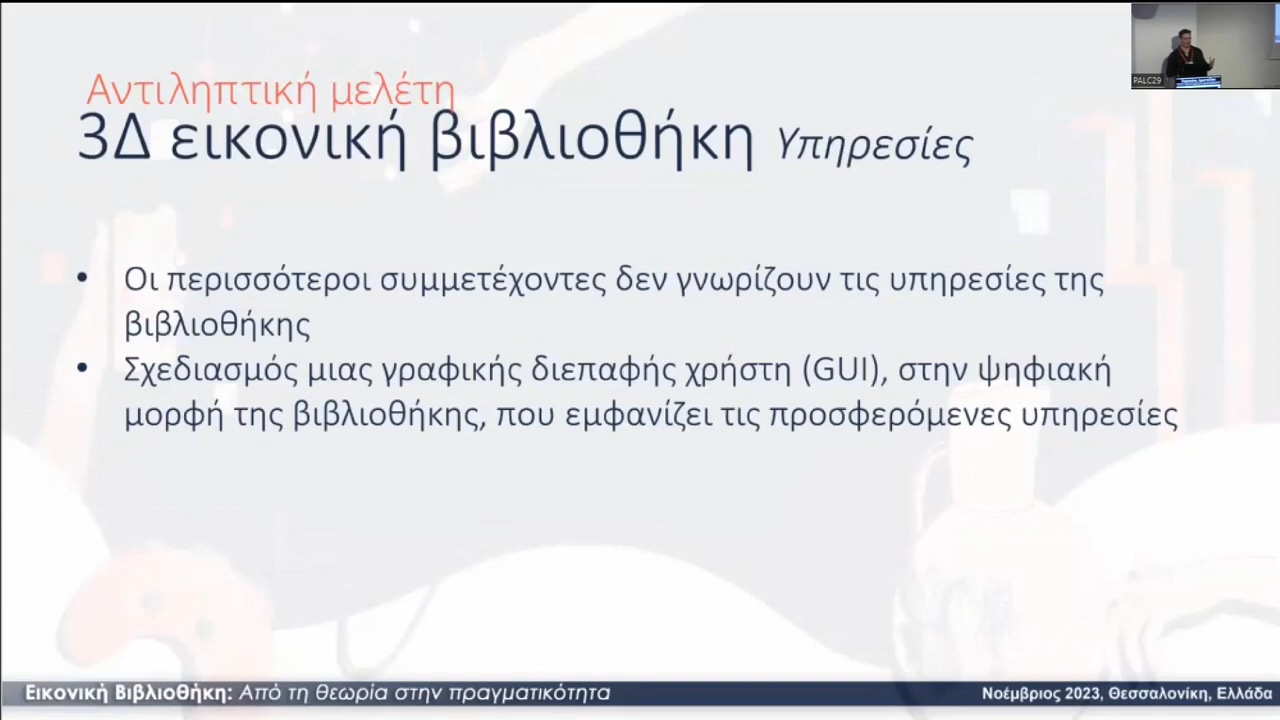 Αντιληπτική μελέτη
3Δ εικονική βιβλιοθήκη Υπηρεσίες
• Οι περισσότεροι συμμετέχοντες δεν γνωρίζουν τις υπηρεσίες της
βιβλιοθήκης
• Σχεδιασμός μιας γραφικής διεπαφής χρήστη (GUI), στην ψηφιακή
μορφή της βιβλιοθήκης, που εμφανίζει τις προσφερόμενες υπηρεσίες
PALC29
Εικονική Βιβλιοθήκη: Από τη θεωρία στην πραγματικότητα
Νοέμβριος 2023, Θεσσαλονίκη, Ελλάδα